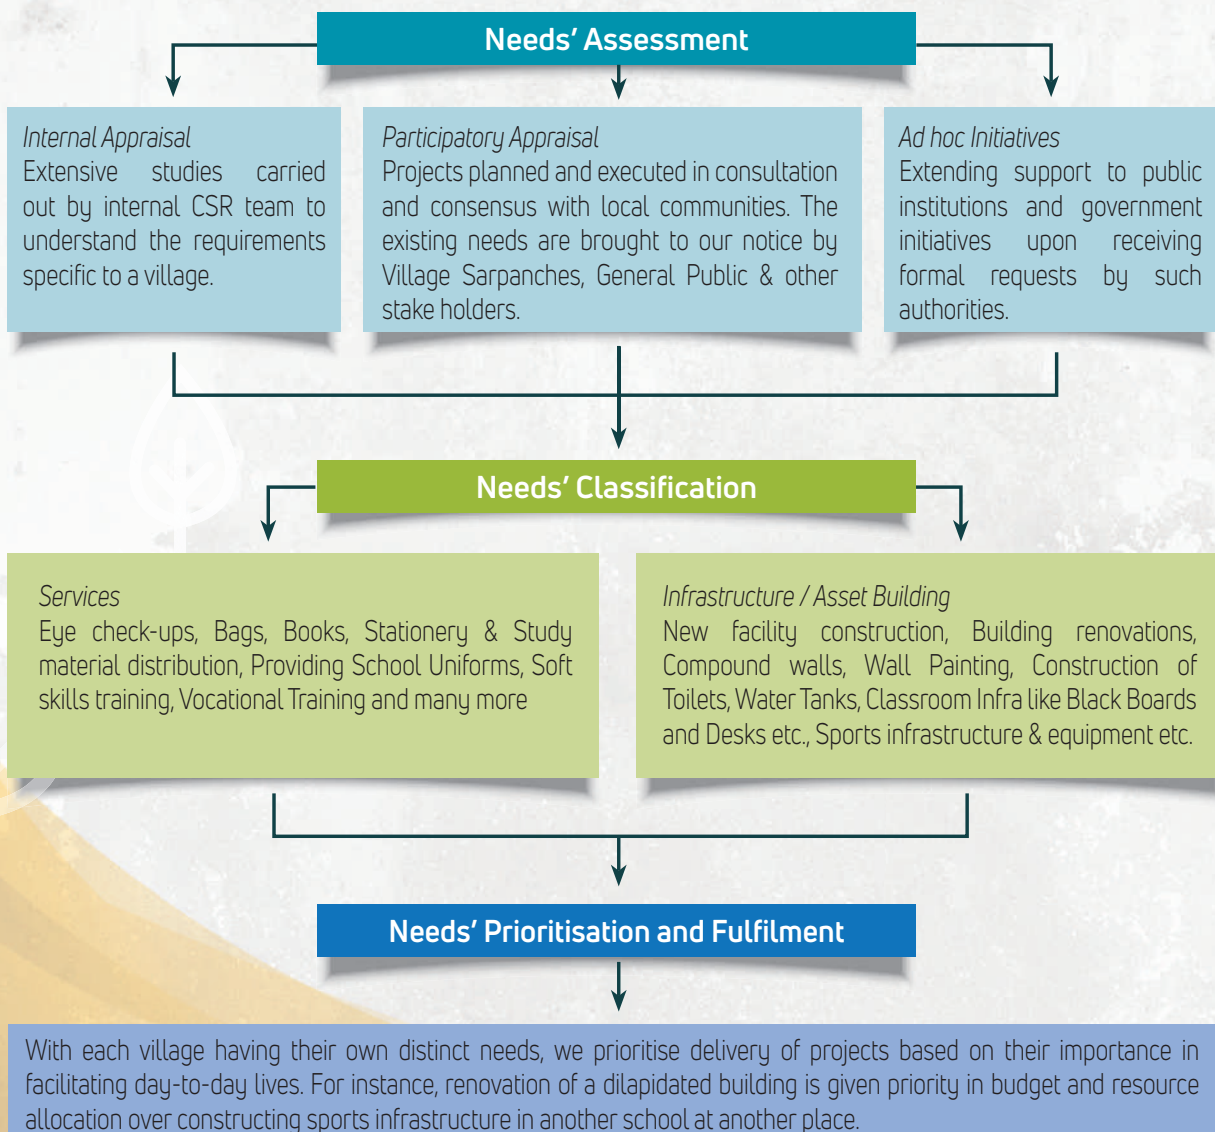 Needs' Assessment
Internal Appraisal
Extensive studies carried
out by internal CSR team to
understand the requirements
specific to a village.
Participatory Appraisal
Projects planned and executed in consultation
and consensus with local communities. The
existing needs are brought to our notice by
Village Sarpanches, General Public & other
stake holders.
Ad hoc Initiatives
Extending support to public
institutions and government
initiatives upon receiving
formal requests by such
authorities.
Needs' Classification
Services
Eye check-ups, Bags, Books, Stationery & Study
material distribution, Providing School Uniforms, Soft
skills training, Vocational Training and many more
Infrastructure / Asset Building
New facility construction, Building renovations,
Compound walls, Wall Painting, Construction of
Toilets, Water Tanks, Classroom Infra like Black Boards
and Desks etc., Sports infrastructure & equipment etc.
Needs' Prioritisation and Fulfilment
With each village having their own distinct needs, we prioritise delivery of projects based on their importance in
facilitating day-to-day lives. For instance, renovation of a dilapidated building is given priority in budget and resource
allocation over constructing sports infrastructure in another school at another place.